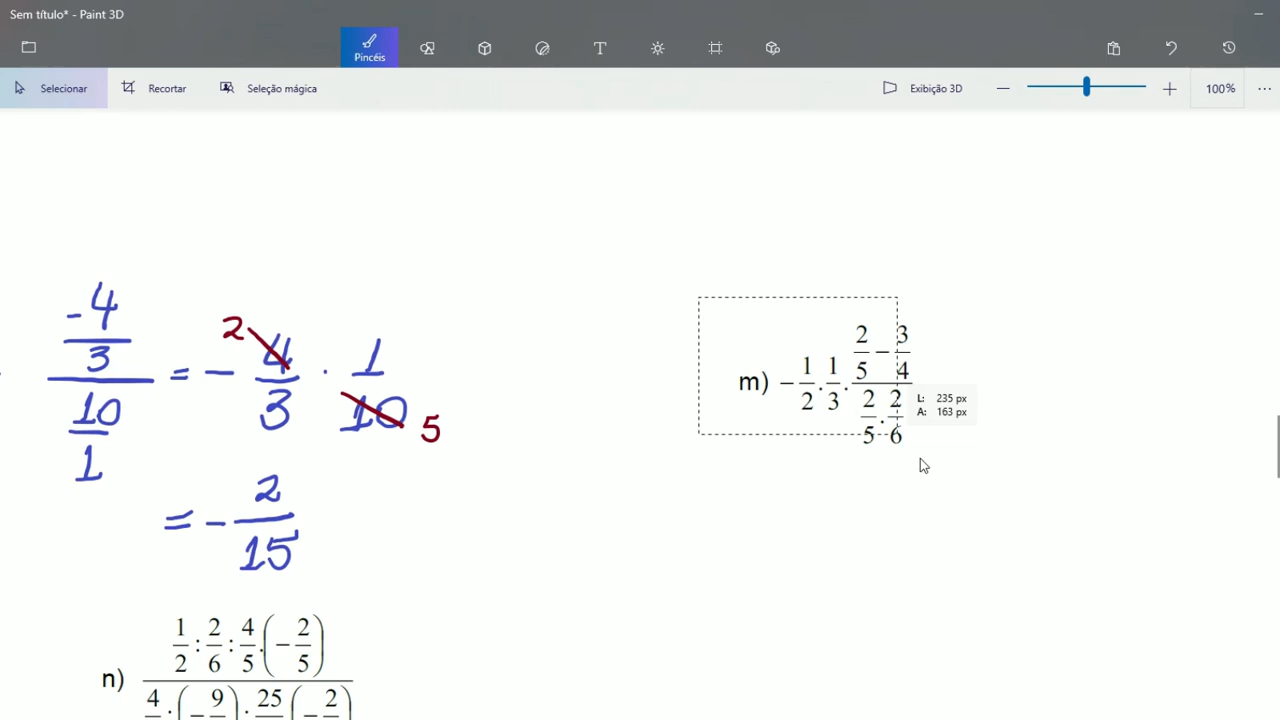 Sem título* - Paint 3D
Pincéis
Selecionar Recortar Seleção mágica Exibição 3D 100%
-4/3 / 10/1 = - 4/3 · 1/10
2
5
= - 2/15
m) -1/2 . 1/3 . (2/5 - 3/4) / (2/5 . 2/6)
L: 235 px
A: 163 px
n) 1/2 : 2/6 : 4/5 . (- 2/5)
4 . (- 9) . 25 (- 2